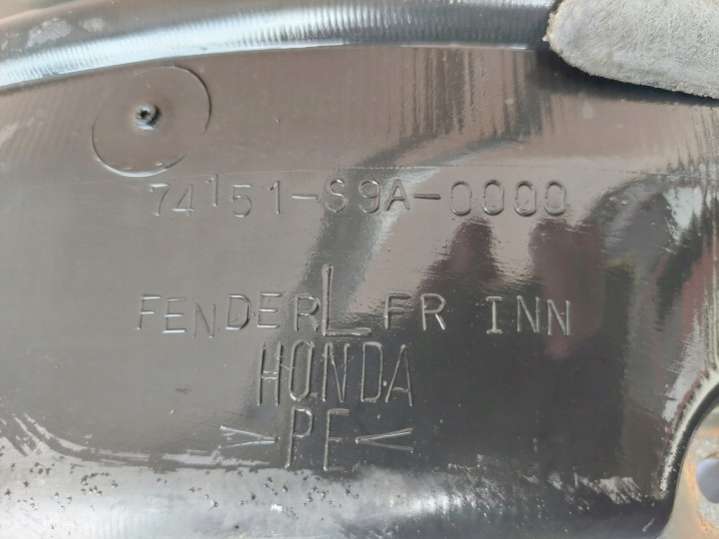 74151-S9A-0000
FENDER L FR INN
HONDA
>PE<